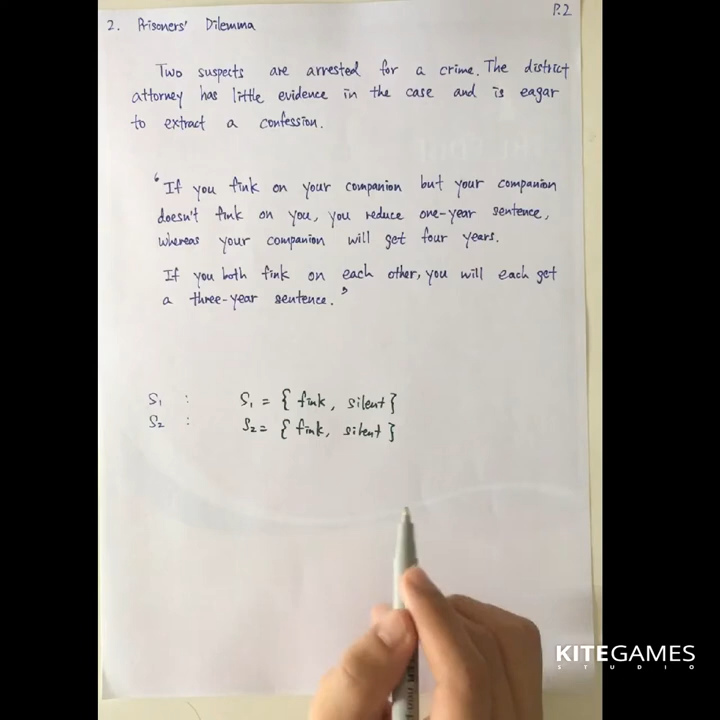 P.2
2. Prisoners' Dilemma
Two suspects are arrested for a crime. The district
attorney has little evidence in the case and is eagar
to extract a confession.
"If you fink on your companion but your companion
doesn't fink on you, you reduce one-year sentence,
whereas your companion will get four years.
If you both fink on each other, you will each get
a three-year sentence."
S1 : S1 = { fink, silent }
S2 : S2 = { fink, silent }
KITEGAMES
STUDIO